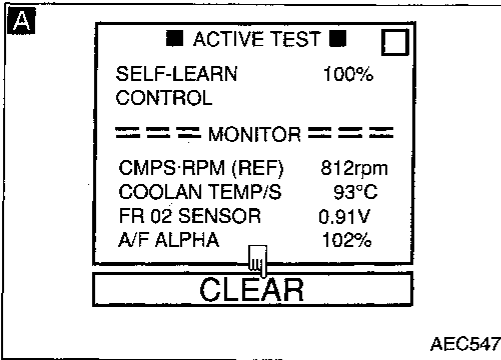 A
■ ACTIVE TEST ■
SELF-LEARN 100%
CONTROL
=== MONITOR ===
CMPS·RPM (REF) 812rpm
COOLAN TEMP/S 93°C
FR 02 SENSOR 0.91V
A/F ALPHA 102%
CLEAR
AEC547